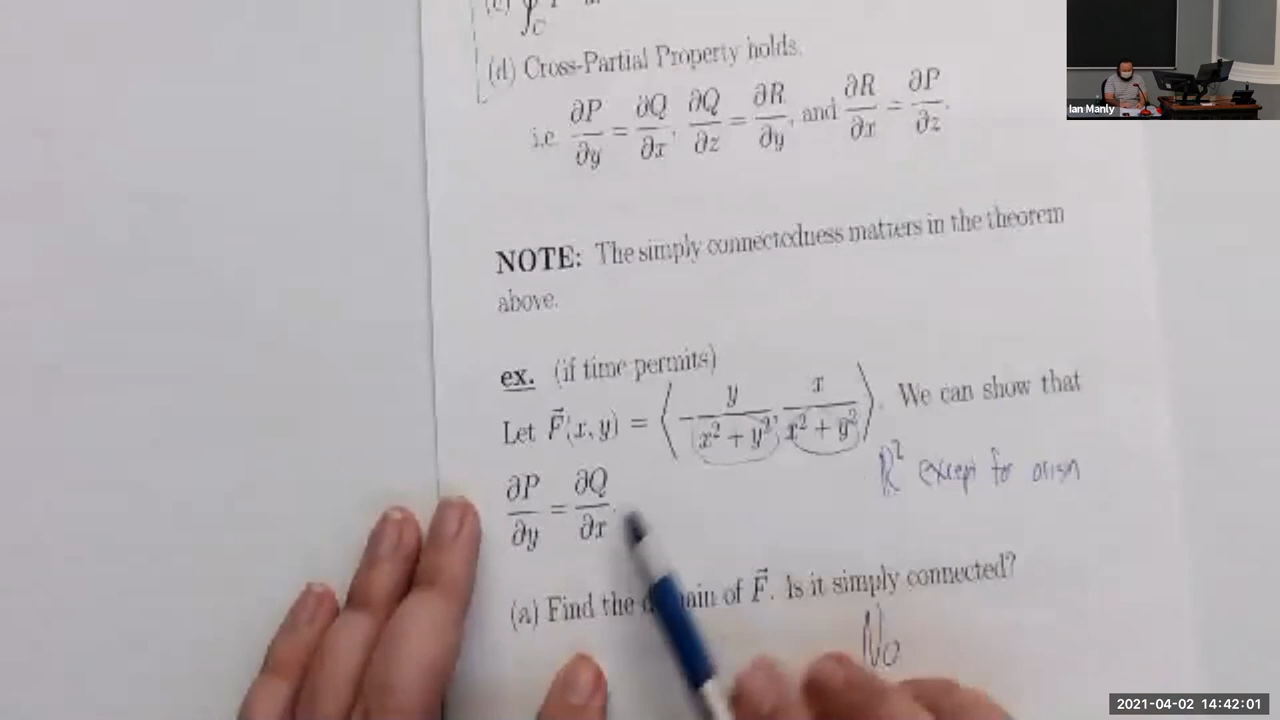 (d) Cross-Partial Property holds.
i.e. ∂P/∂y = ∂Q/∂x, ∂Q/∂z = ∂R/∂y, and ∂R/∂x = ∂P/∂z.
NOTE: The simply connectedness matters in the theorem
above.
ex. (if time permits)
Let F⃗(x, y) = ⟨−y/(x² + y²), x/(x² + y²)⟩. We can show that
ℝ² except for origin
∂P/∂y = ∂Q/∂x.
(a) Find the of F⃗. Is it simply connected?
No
Ian Manly
2021-04-02 14:42:01